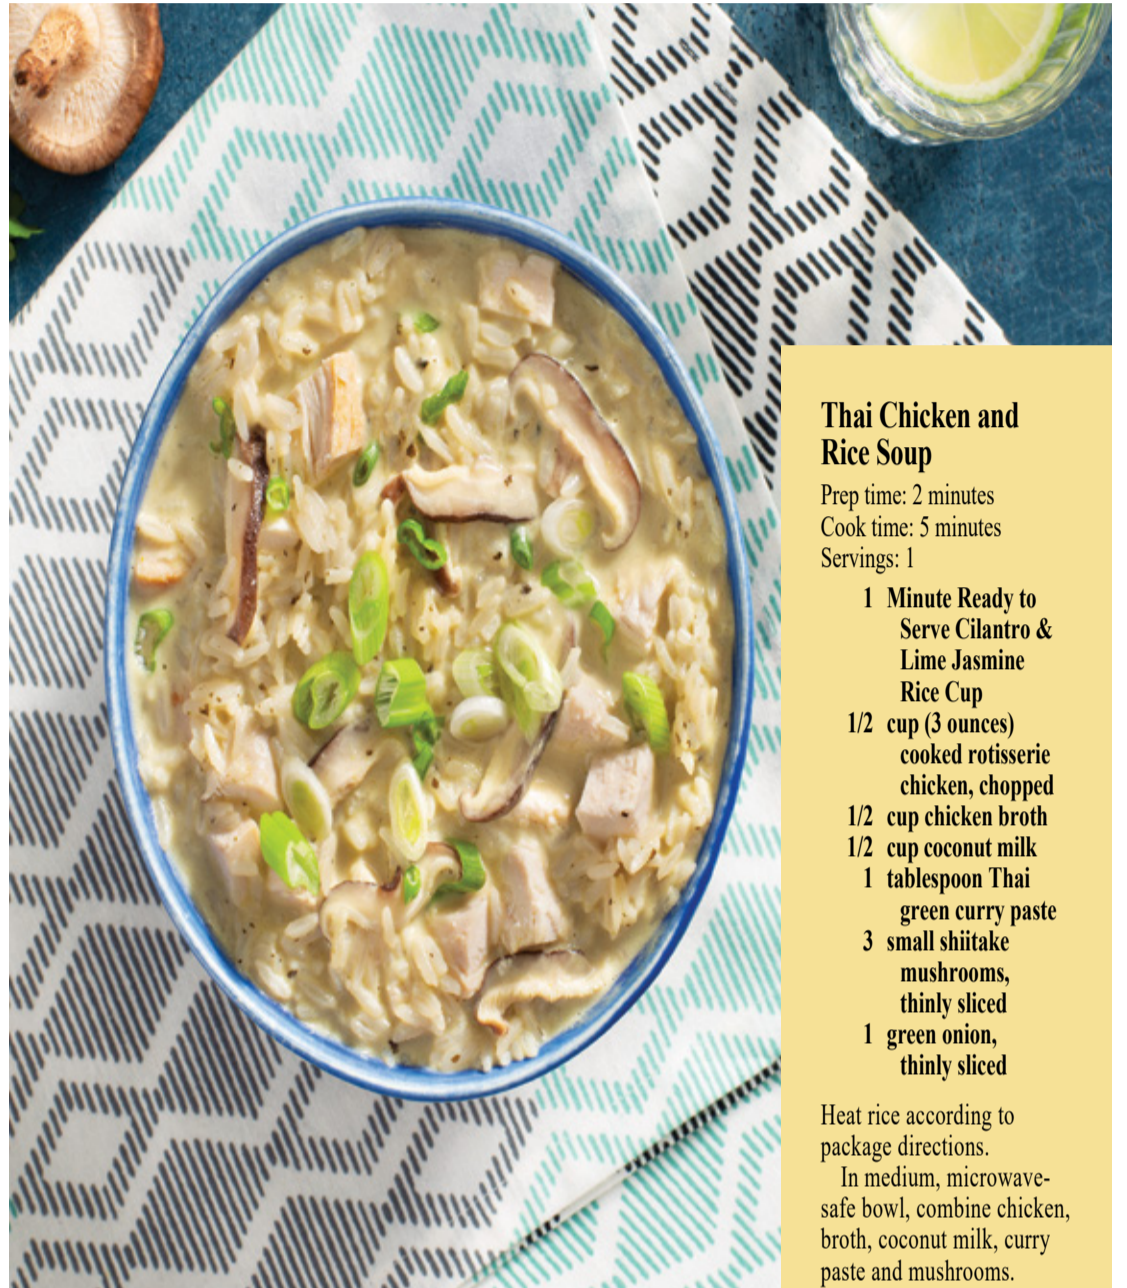 Thai Chicken and
Rice Soup
Prep time: 2 minutes
Cook time: 5 minutes
Servings: 1
1 Minute Ready to
Serve Cilantro &
Lime Jasmine
Rice Cup
1/2 cup (3 ounces)
cooked rotisserie
chicken, chopped
1/2 cup chicken broth
1/2 cup coconut milk
1 tablespoon Thai
green curry paste
3 small shiitake
mushrooms,
thinly sliced
1 green onion,
thinly sliced
Heat rice according to
package directions.
In medium, microwave-
safe bowl, combine chicken,
broth, coconut milk, curry
paste and mushrooms.